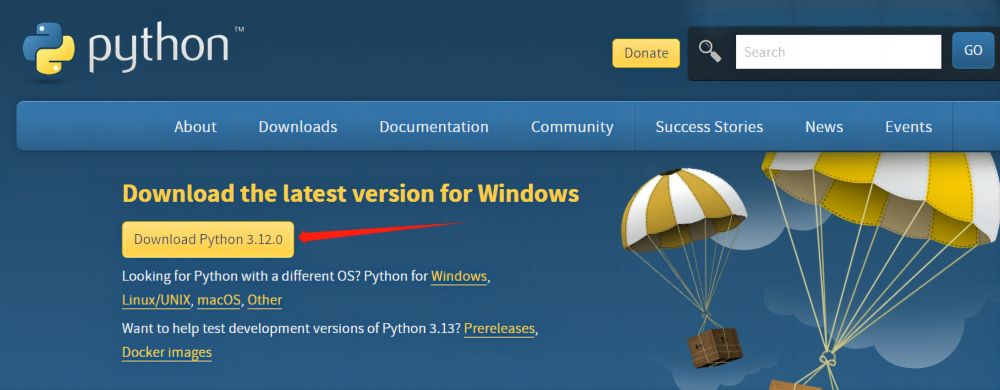 python™
Donate
Search
GO
About Downloads Documentation Community Success Stories News Events
Download the latest version for Windows
Download Python 3.12.0
Looking for Python with a different OS? Python for Windows,
Linux/UNIX, macOS, Other
Want to help test development versions of Python 3.13? Prereleases,
Docker images